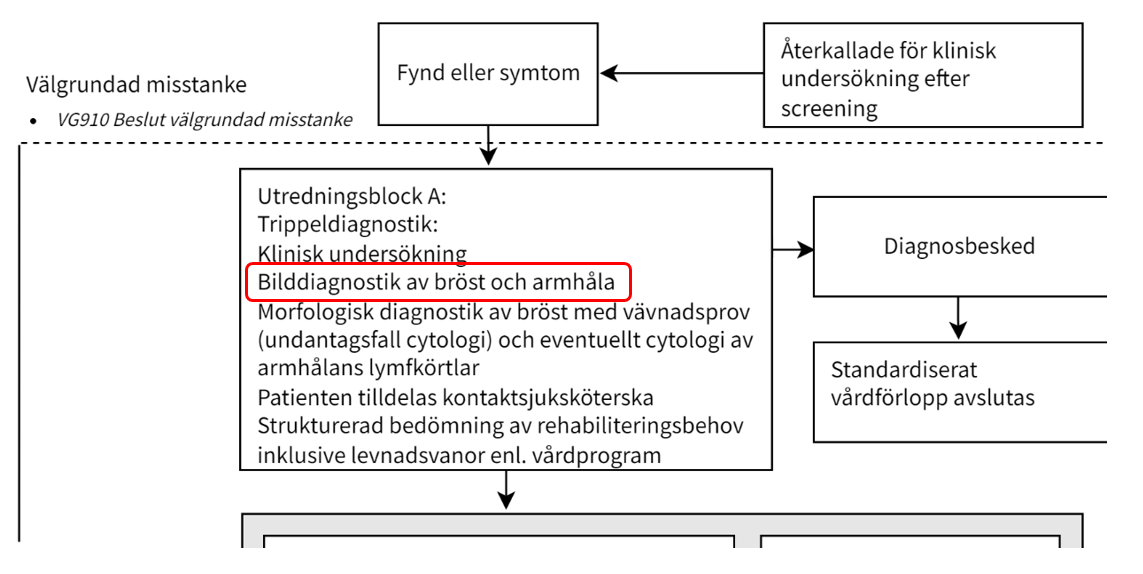 Välgrundad misstanke
• VG910 Beslut välgrundad misstanke
Fynd eller symtom
Återkallade för klinisk
undersökning efter
screening
Utredningsblock A:
Trippeldiagnostik:
Klinisk undersökning
Bilddiagnostik av bröst och armhåla
Morfologisk diagnostik av bröst med vävnadsprov
(undantagsfall cytologi) och eventuellt cytologi av
armhålans lymfkörtlar
Patienten tilldelas kontaktsjuksköterska
Strukturerad bedömning av rehabiliteringsbehov
inklusive levnadsvanor enl. vårdprogram
Diagnosbesked
Standardiserat
vårdförlopp avslutas